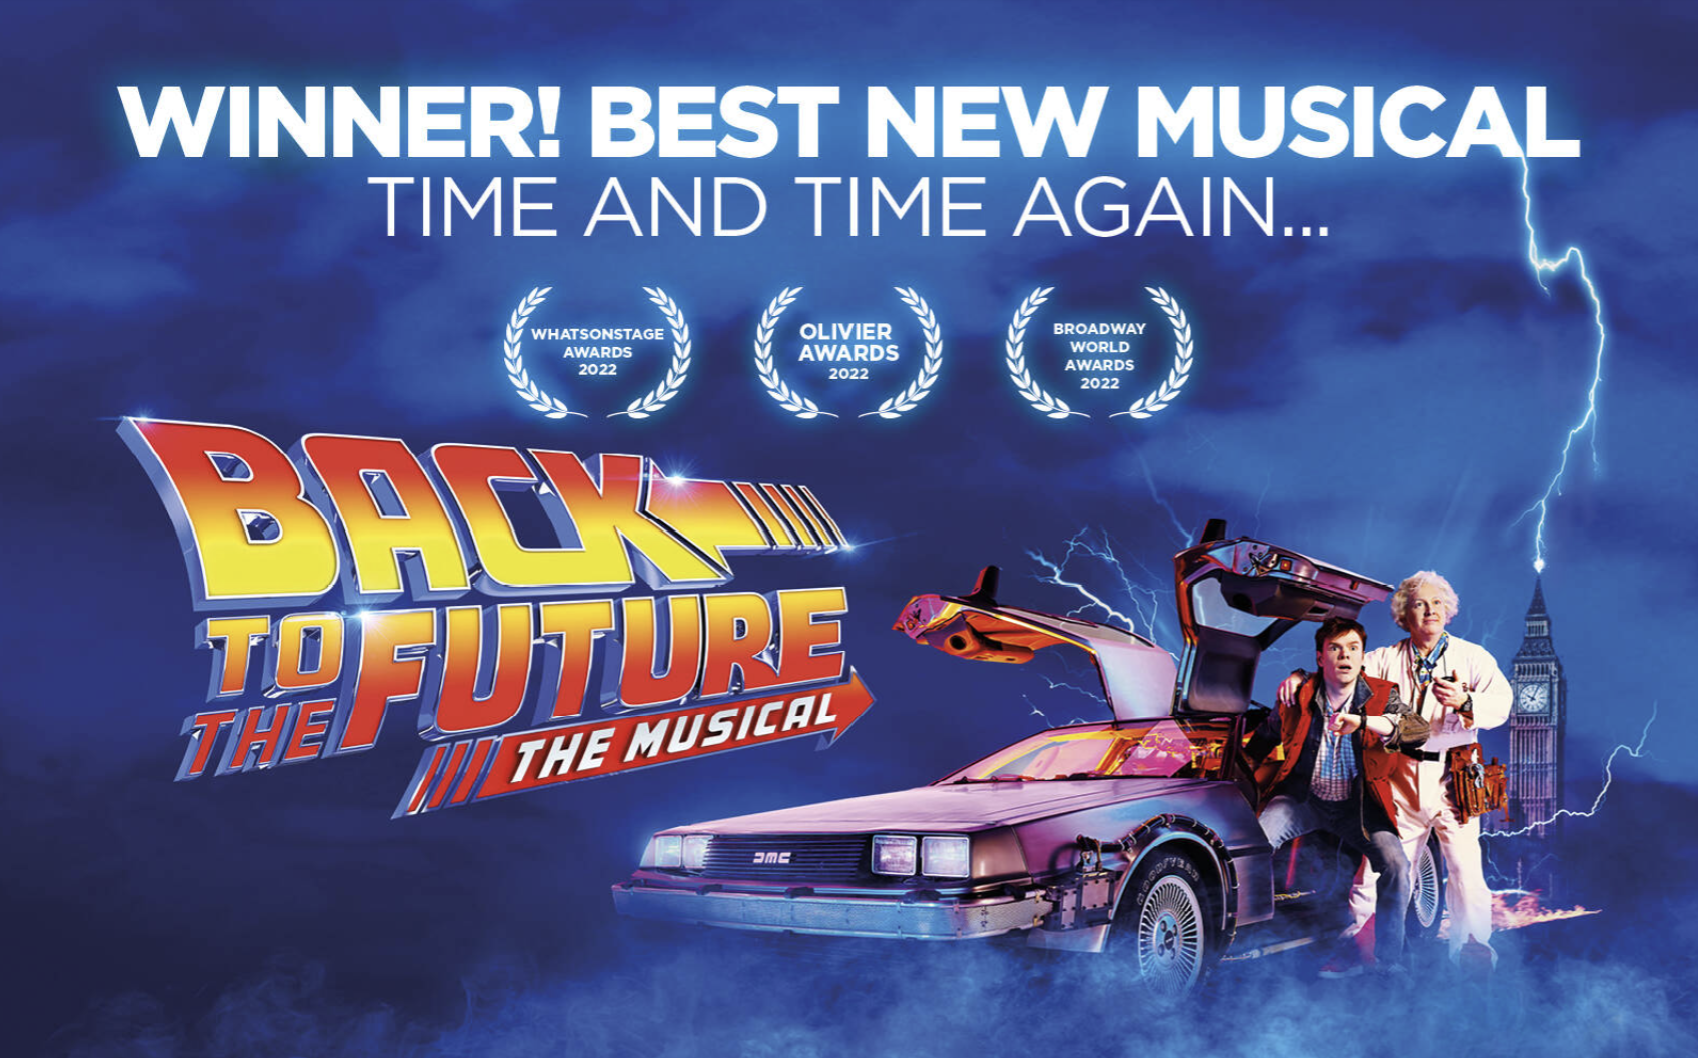 WINNER! BEST NEW MUSICAL
TIME AND TIME AGAIN...
WHATSONSTAGE
AWARDS
2022
OLIVIER
AWARDS
2022
BROADWAY
WORLD
AWARDS
2022
BACK
TO THE FUTURE
THE MUSICAL
DMC
GOODYEAR